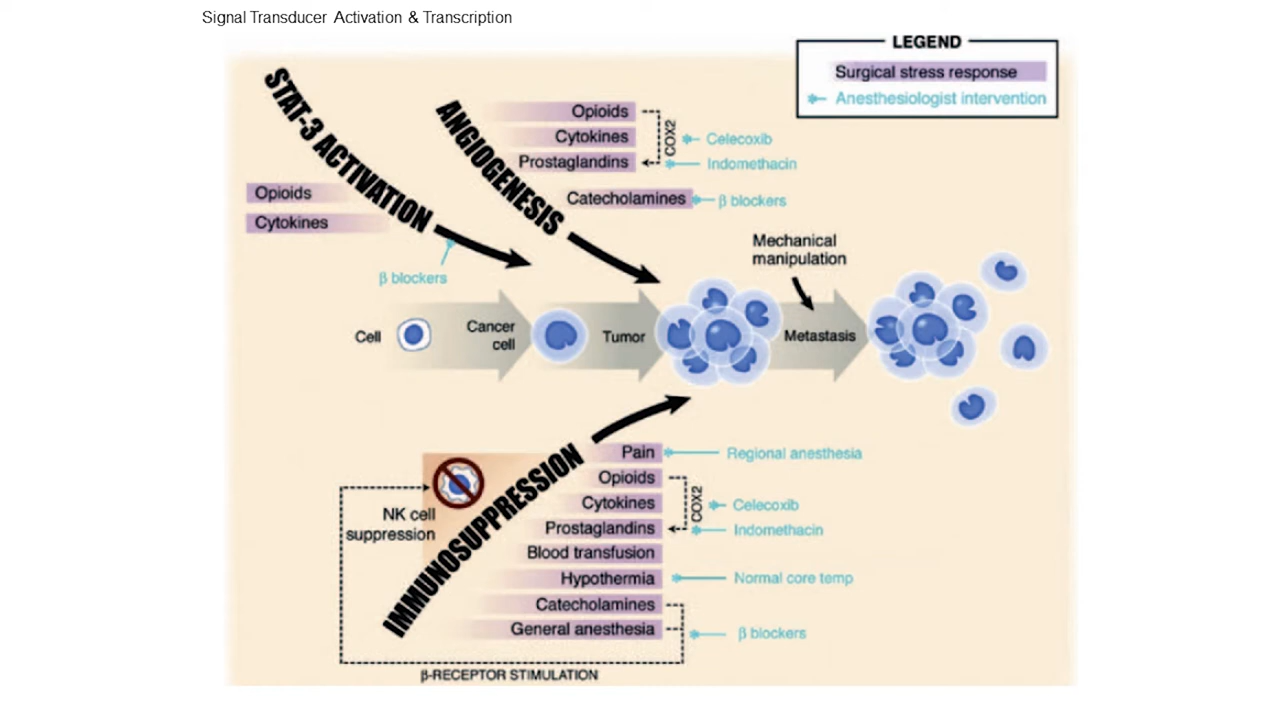 Signal Transducer Activation & Transcription
LEGEND
Surgical stress response
Anesthesiologist intervention
STAT-3 ACTIVATION
Opioids
Cytokines
β blockers
ANGIOGENESIS
Opioids
Cytokines
Prostaglandins
COX2
Celecoxib
Indomethacin
Catecholamines
β blockers
Mechanical
manipulation
Cell
Cancer
cell
Tumor
Metastasis
IMMUNOSUPPRESSION
NK cell
suppression
Pain
Regional anesthesia
Opioids
Cytokines
Prostaglandins
COX2
Celecoxib
Indomethacin
Blood transfusion
Hypothermia
Normal core temp
Catecholamines
General anesthesia
β blockers
β-RECEPTOR STIMULATION